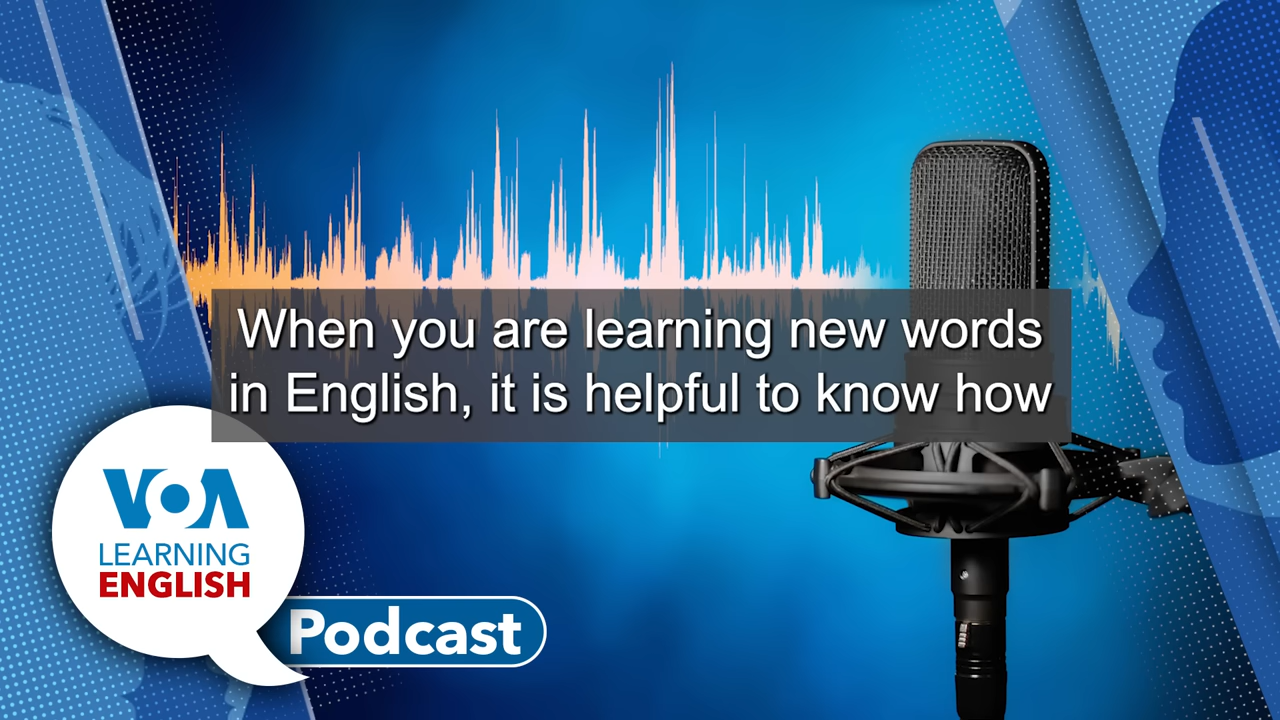 When you are learning new words
in English, it is helpful to know how
VOA
LEARNING
ENGLISH
Podcast